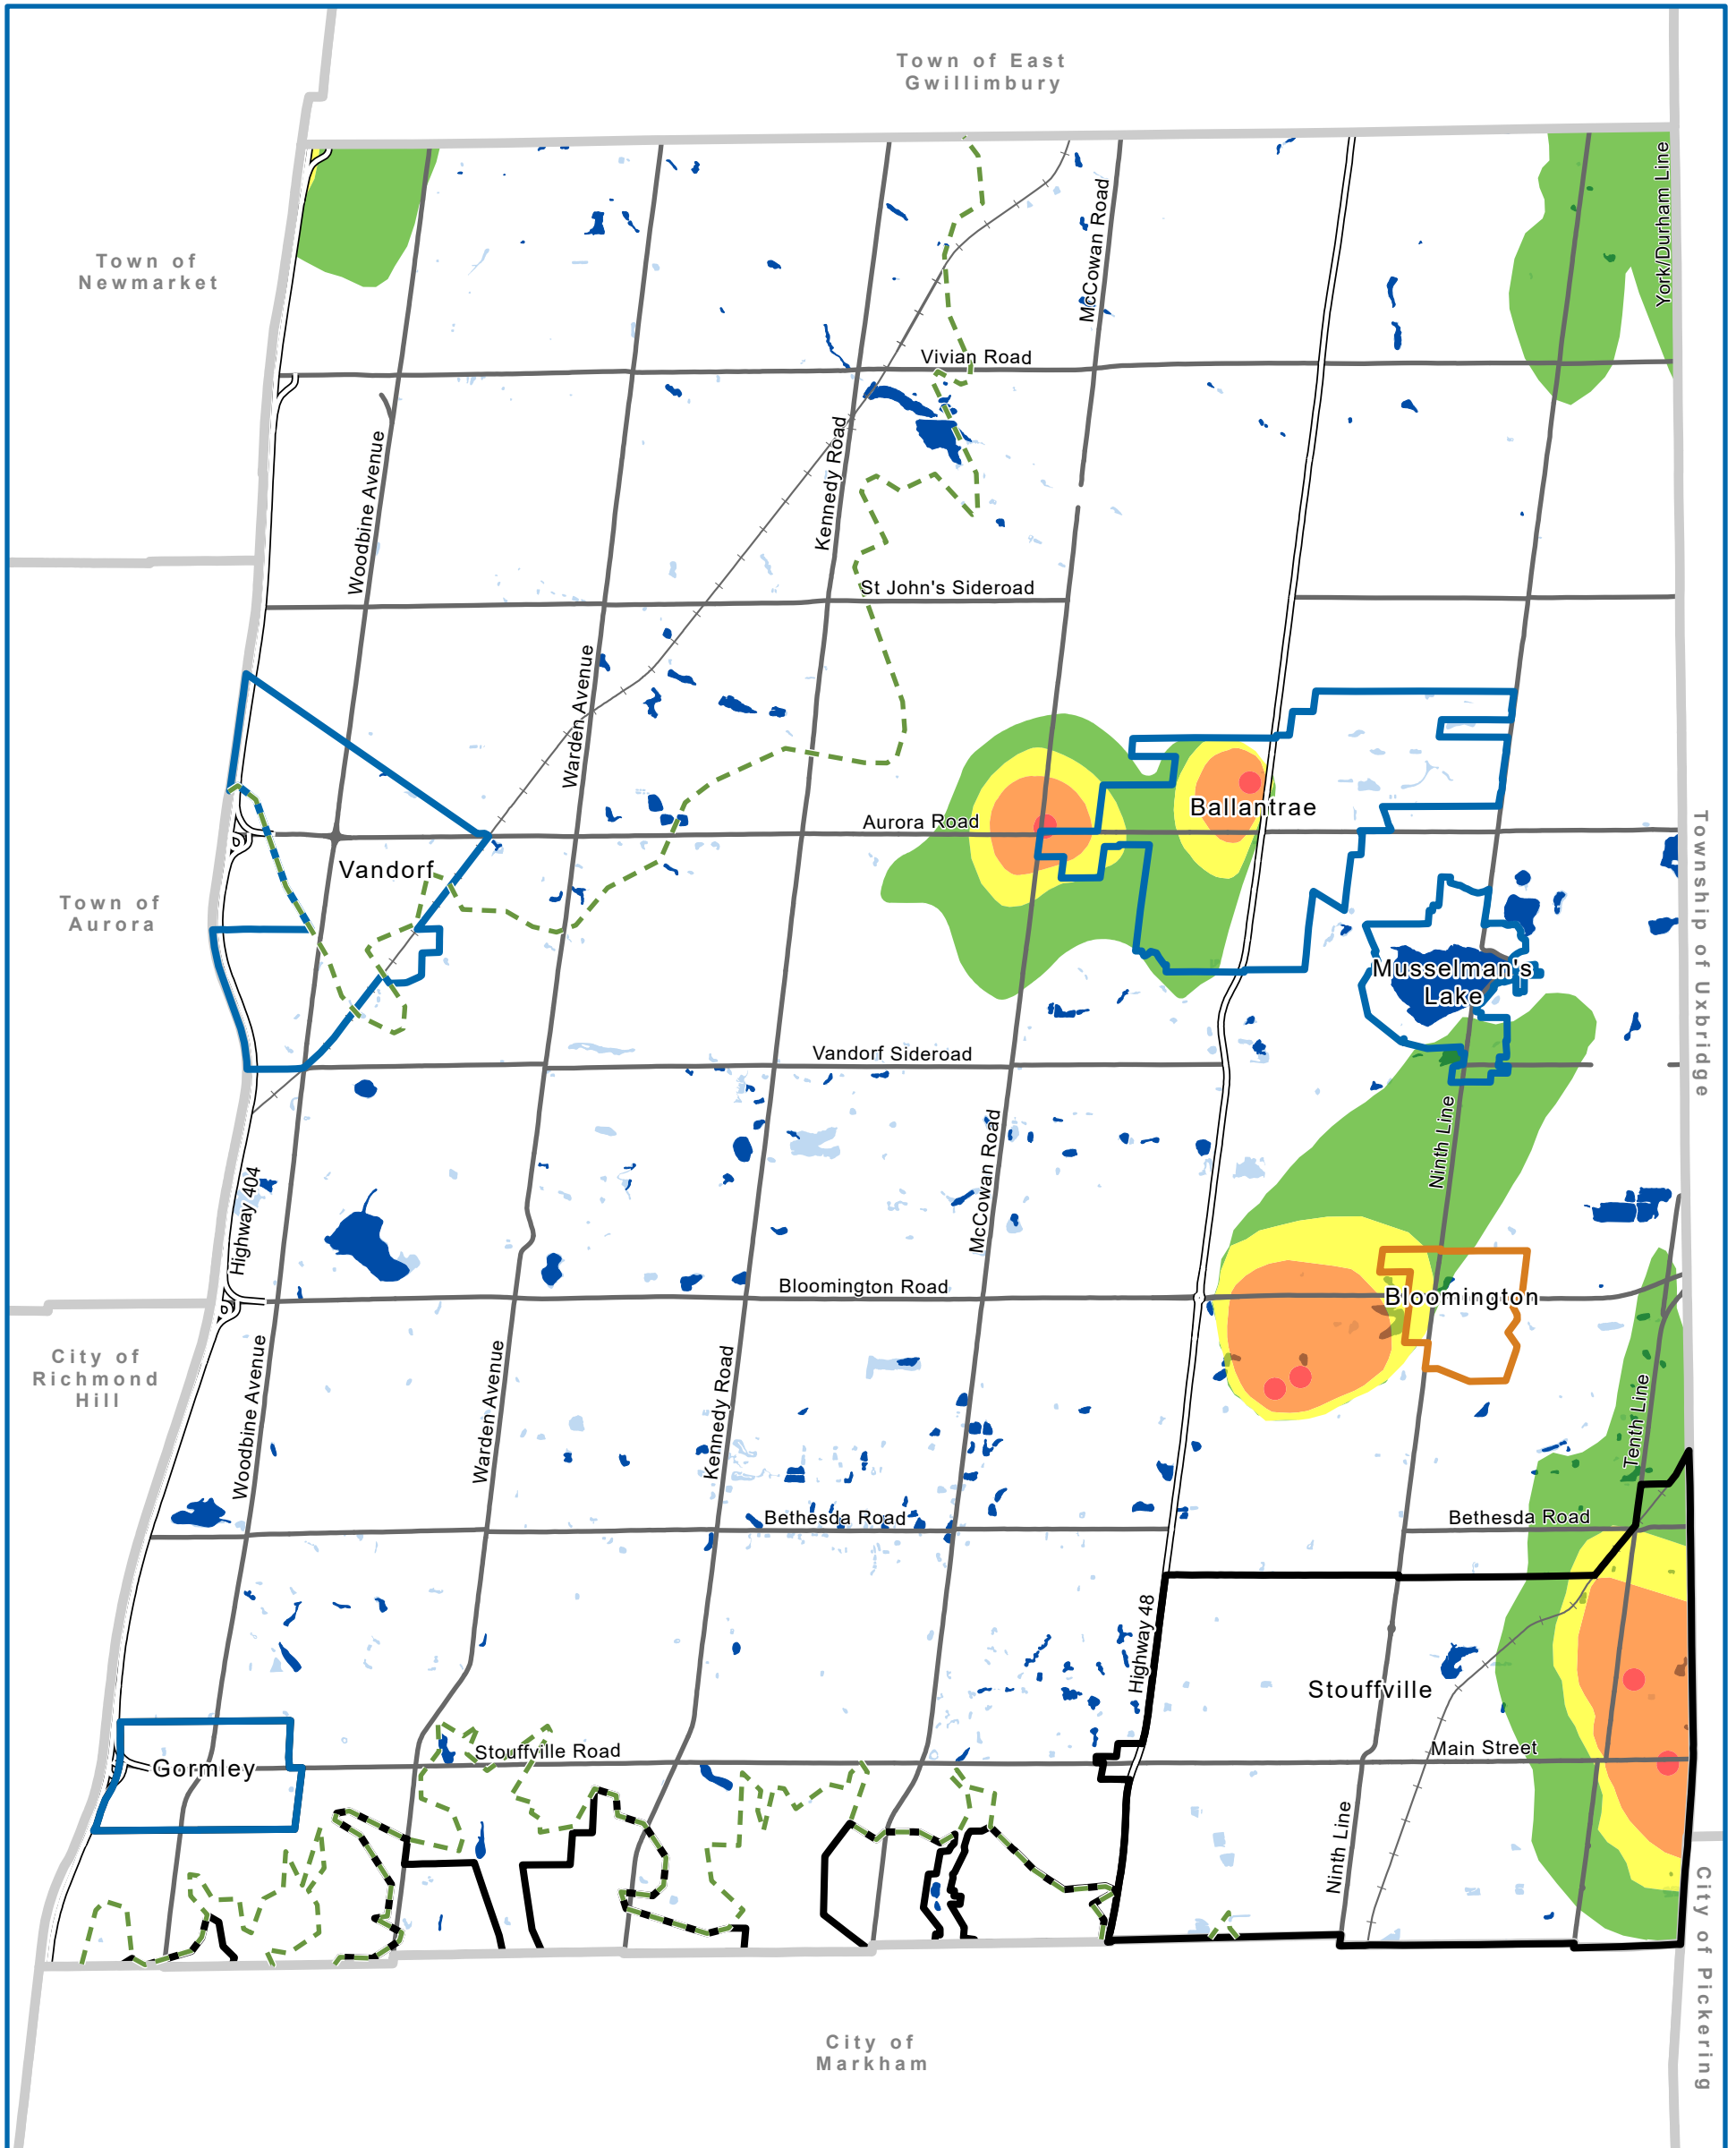 Town of East
Gwillimbury
York/Durham Line
McCowan Road
Town of
Newmarket
Vivian Road
Woodbine Avenue
Kennedy Road
St John's Sideroad
Warden Avenue
Ballantrae
Aurora Road
Vandorf
Town of
Aurora
Township of Uxbridge
Musselman's
Lake
Vandorf Sideroad
Ninth Line
McCowan Road
Highway 404
Bloomington Road
Bloomington
City of
Richmond
Hill
Woodbine Avenue
Warden Avenue
Kennedy Road
Tenth Line
Bethesda Road
Bethesda Road
Highway 48
Stouffville
Main Street
Stouffville Road
Gormley
Ninth Line
City of Pickering
City of
Markham